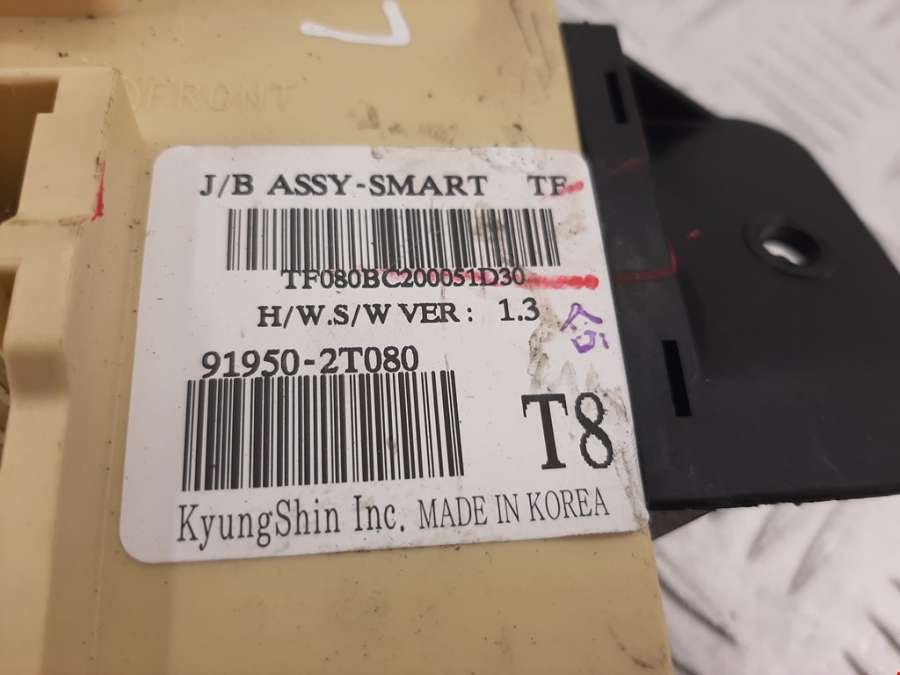 FRONT
J/B ASSY-SMART TF
TF080BC200051D30
H/W.S/W VER : 1.3
91950-2T080
T8
KyungShin Inc. MADE IN KOREA